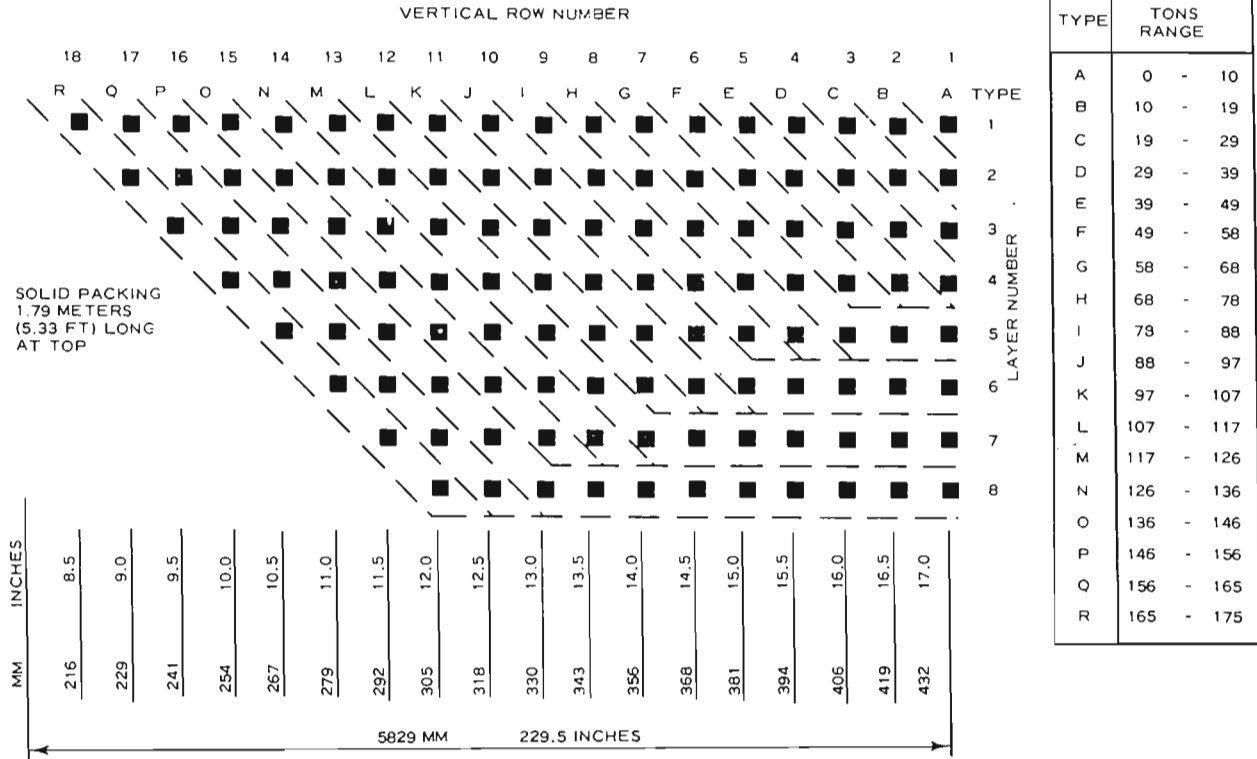 VERTICAL ROW NUMBER
18 17 16 15 14 13 12 11 10 9 8 7 6 5 4 3 2 1
R Q P O N M L K J I H G F E D C B A TYPE
1
2
3
4
5
6
7
8
LAYER NUMBER
SOLID PACKING
1.79 METERS
(5.33 FT) LONG
AT TOP
INCHES 8.5 9.0 9.5 10.0 10.5 11.0 11.5 12.0 12.5 13.0 13.5 14.0 14.5 15.0 15.5 16.0 16.5 17.0
MM 216 229 241 254 267 279 292 305 318 330 343 356 368 381 394 406 419 432
5829 MM 229.5 INCHES
TYPE TONS RANGE
A 0 - 10
B 10 - 19
C 19 - 29
D 29 - 39
E 39 - 49
F 49 - 58
G 58 - 68
H 68 - 78
I 79 - 88
J 88 - 97
K 97 - 107
L 107 - 117
M 117 - 126
N 126 - 136
O 136 - 146
P 146 - 156
Q 156 - 165
R 165 - 175